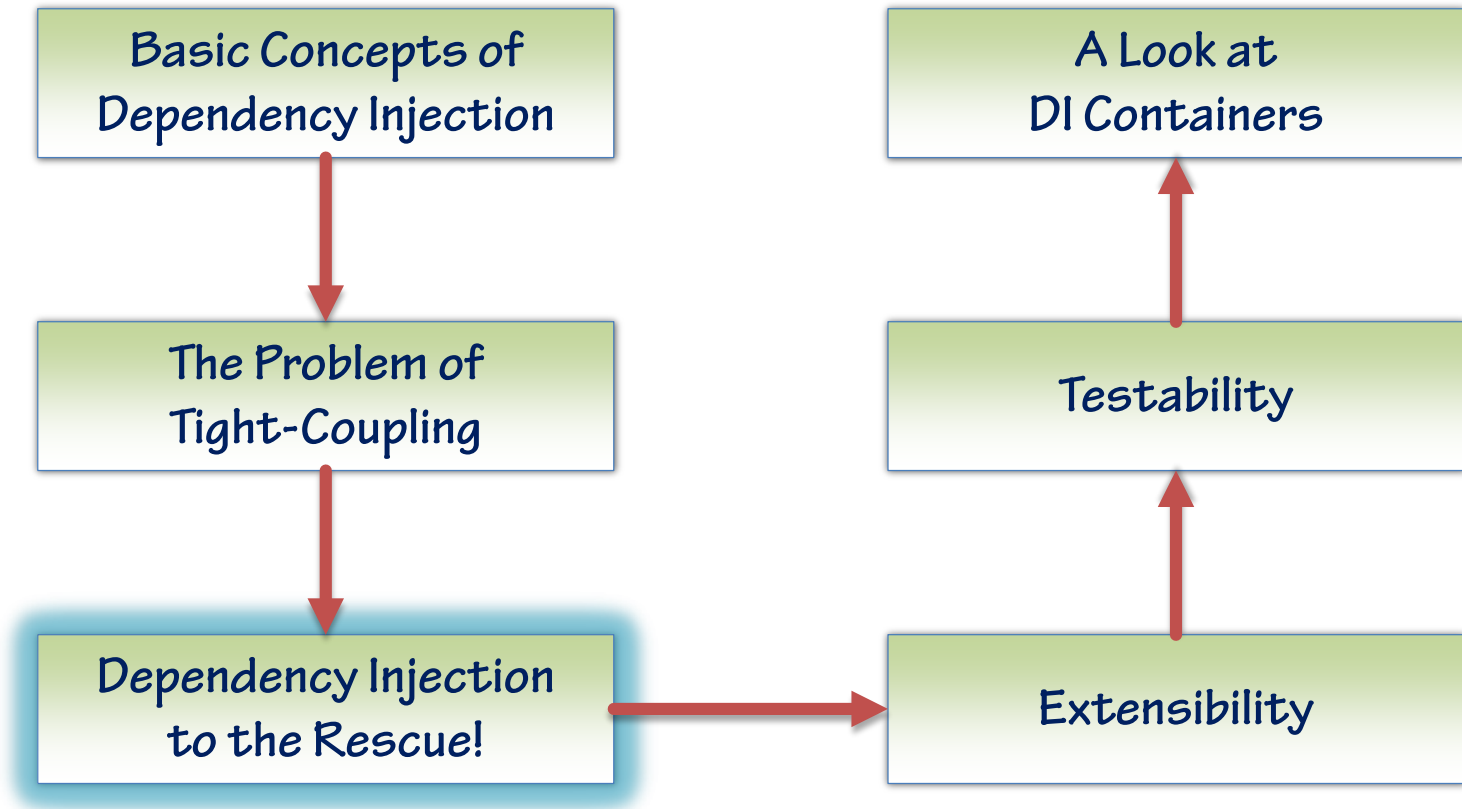 Basic Concepts of
Dependency Injection
The Problem of
Tight-Coupling
Dependency Injection
to the Rescue!
Extensibility
Testability
A Look at
DI Containers